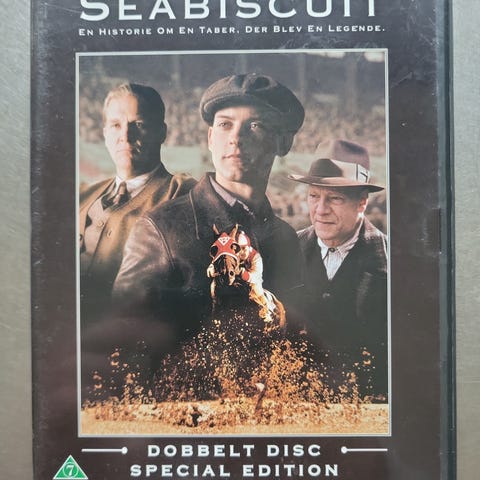 SEABISCUIT
EN HISTORIE OM EN TABER, DER BLEV EN LEGENDE.
DOBBELT DISC
SPECIAL EDITION
7